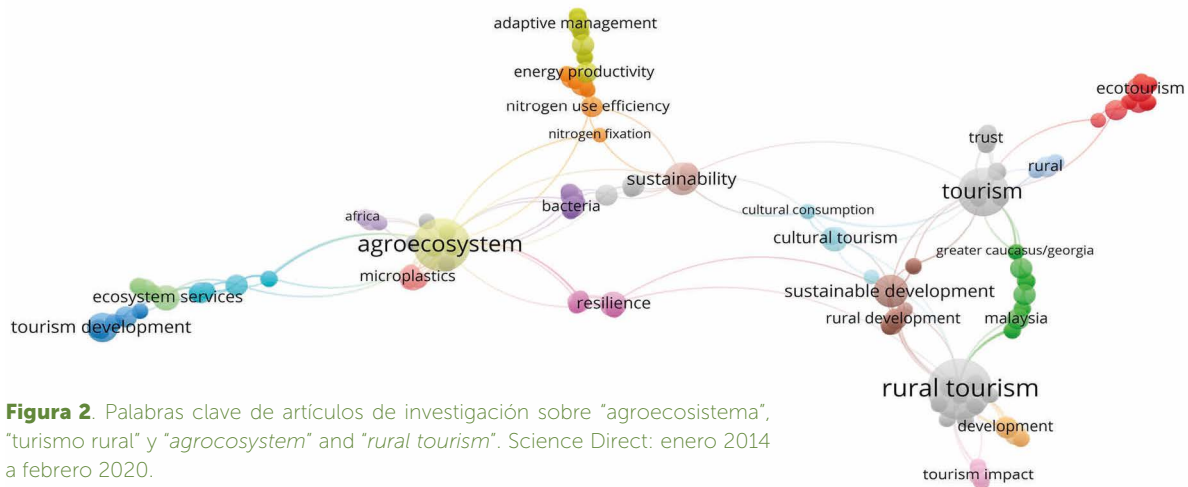 adaptive management
energy productivity
nitrogen use efficiency
nitrogen fixation
ecotourism
trust
rural
sustainability
tourism
bacteria
africa
cultural consumption
agroecosystem
cultural tourism
greater caucasus/georgia
microplastics
ecosystem services
resilience
sustainable development
tourism development
rural development
malaysia
rural tourism
development
tourism impact
Figura 2. Palabras clave de artículos de investigación sobre "agroecosistema",
"turismo rural" y "agrocosystem" and "rural tourism". Science Direct: enero 2014
a febrero 2020.